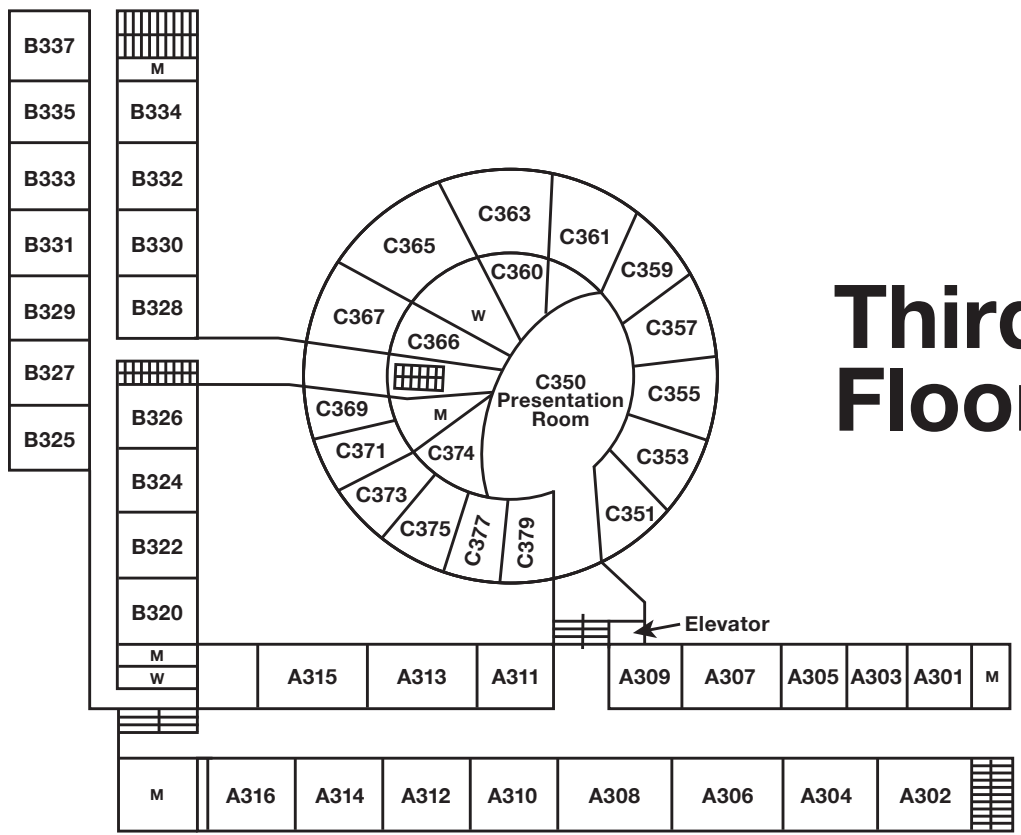 B337
M
B335
B334
B333
B332
B331
B330
B329
B328
B327
B326
B325
B324
B322
B320
M
W
C363
C361
C365
C360
C359
W
C367
C366
C357
C350
Presentation
Room
C355
C369
M
C371
C374
C353
C373
C351
C375
C377
C379
Third
Floor
Elevator
A315
A313
A311
A309
A307
A305
A303
A301
M
M
A316
A314
A312
A310
A308
A306
A304
A302